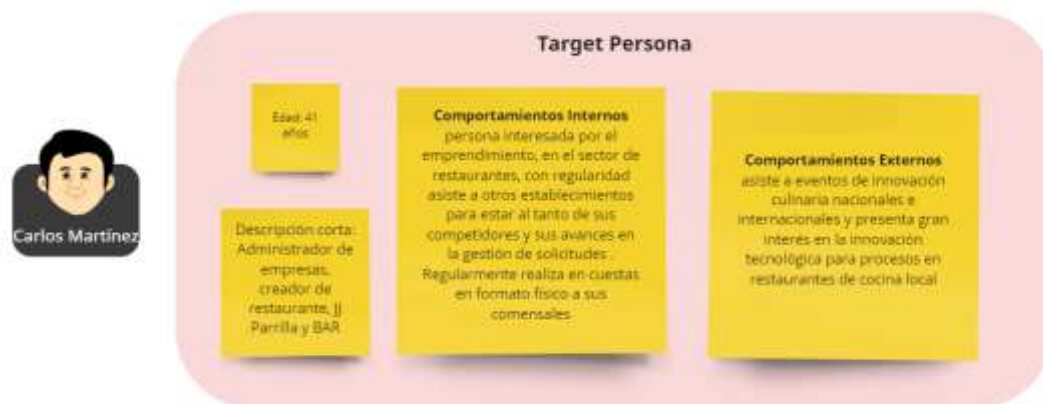 Target Persona
Carlos Martínez
Edad: 41
años
Descripción corta:
Administrador de
empresas,
creador de
restaurante, JJ
Parrilla y BAR
Comportamientos Internos
persona interesada por el
emprendimiento, en el sector de
restaurantes, con regularidad
asiste a otros establecimientos
para estar al tanto de sus
competidores y sus avances en
la gestión de solicitudes .
Regularmente realiza en cuestas
en formato físico a sus
comensales
Comportamientos Externos
asiste a eventos de innovación
culinaria nacionales e
internacionales y presenta gran
interés en la innovación
tecnológica para procesos en
restaurantes de cocina local